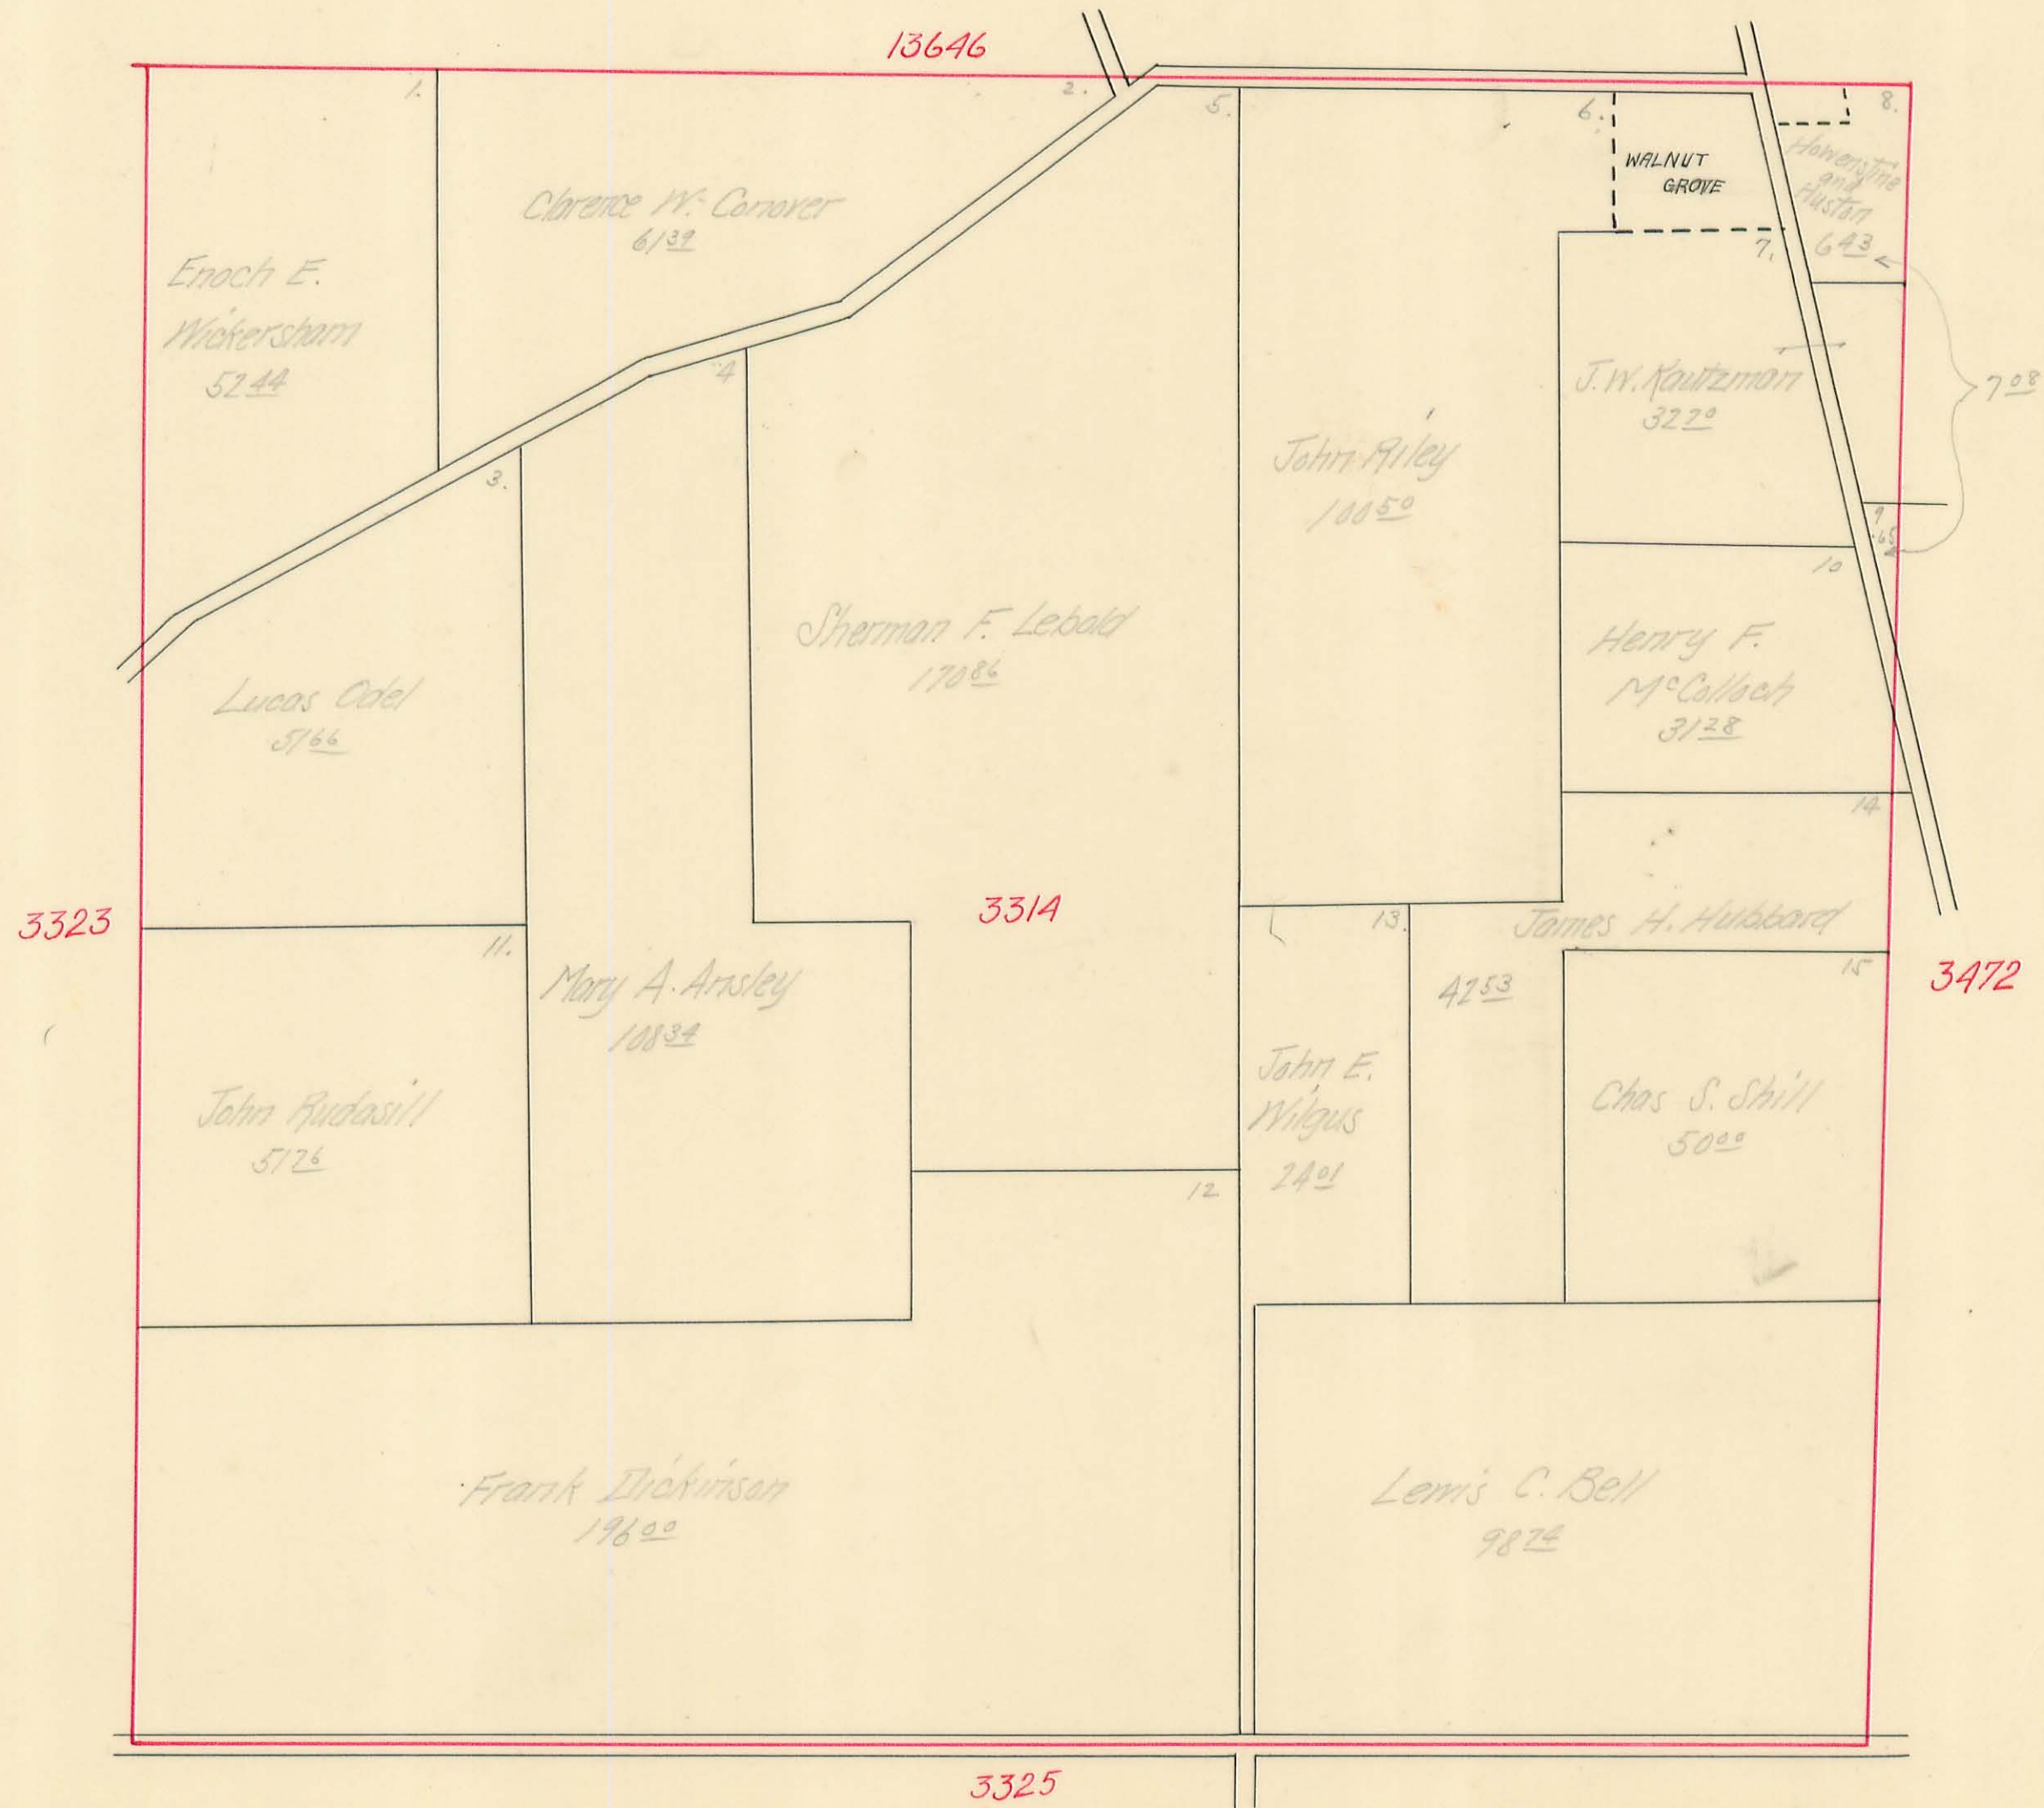 13646
1.
2.
5.
6.
8.
WALNUT
GROVE
Howenstine
and
Huston
6 43
Clarence W. Conover
61 39
Enoch E.
Wickersham
52 44
7.
4
J.W. Kautzman
32 70
7 08
3.
John Riley
100 50
9
.65
10
Sherman F. Lebold
170 86
Henry F.
McColloch
31 28
Lucas Odel
51 66
14
3323
3314
13.
James H. Hubbard
42 53
11.
15
3472
Mary A. Ansley
108 34
John E.
Wilgus
24 01
Chas S. Shill
50 00
John Rudasill
51 76
12
Frank Dickinson
196 00
Lewis C. Bell
98 74
3325